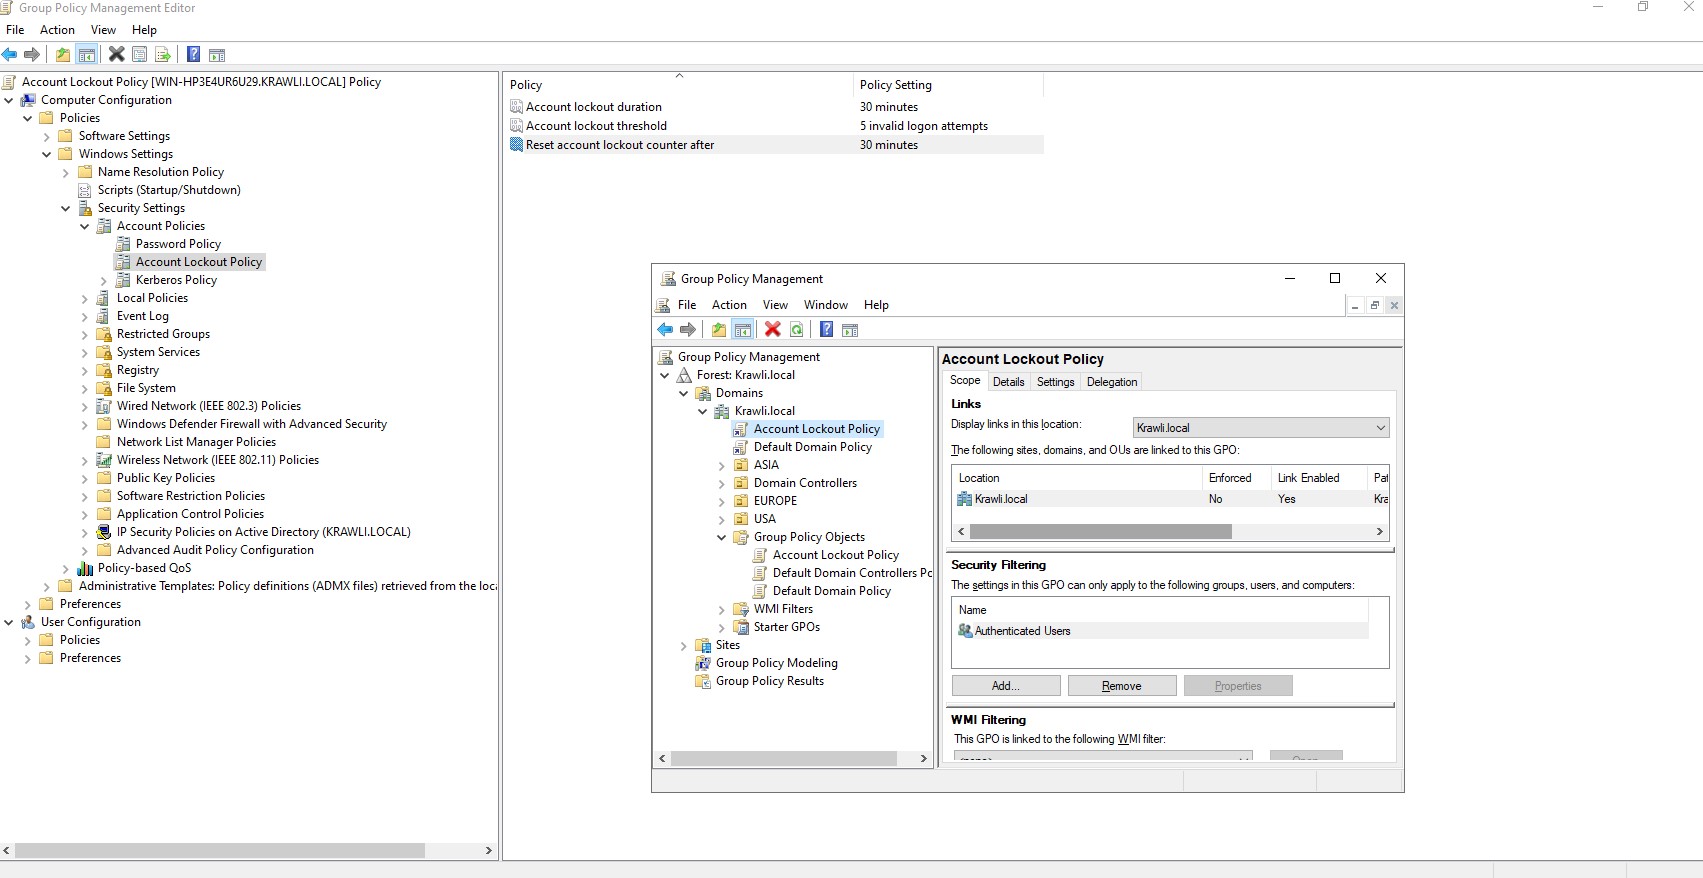 Group Policy Management Editor
File Action View Help
Account Lockout Policy [WIN-HP3E4UR6U29.KRAWLI.LOCAL] Policy
Computer Configuration
Policies
Software Settings
Windows Settings
Name Resolution Policy
Scripts (Startup/Shutdown)
Security Settings
Account Policies
Password Policy
Account Lockout Policy
Kerberos Policy
Local Policies
Event Log
Restricted Groups
System Services
Registry
File System
Wired Network (IEEE 802.3) Policies
Windows Defender Firewall with Advanced Security
Network List Manager Policies
Wireless Network (IEEE 802.11) Policies
Public Key Policies
Software Restriction Policies
Application Control Policies
IP Security Policies on Active Directory (KRAWLI.LOCAL)
Advanced Audit Policy Configuration
Policy-based QoS
Administrative Templates: Policy definitions (ADMX files) retrieved from the loca
Preferences
User Configuration
Policies
Preferences
Policy Policy Setting
Account lockout duration 30 minutes
Account lockout threshold 5 invalid logon attempts
Reset account lockout counter after 30 minutes
Group Policy Management
File Action View Window Help
Group Policy Management
Forest: Krawli.local
Domains
Krawli.local
Account Lockout Policy
Default Domain Policy
ASIA
Domain Controllers
EUROPE
USA
Group Policy Objects
Account Lockout Policy
Default Domain Controllers Pc
Default Domain Policy
WMI Filters
Starter GPOs
Sites
Group Policy Modeling
Group Policy Results
Account Lockout Policy
Scope Details Settings Delegation
Links
Display links in this location: Krawli.local
The following sites, domains, and OUs are linked to this GPO:
Location Enforced Link Enabled Pat
Krawli.local No Yes Kra
Security Filtering
The settings in this GPO can only apply to the following groups, users, and computers:
Name
Authenticated Users
Add... Remove Properties
WMI Filtering
This GPO is linked to the following WMI filter: